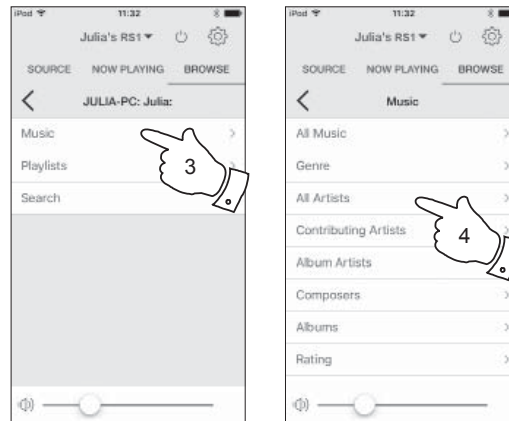 iPod 11:32
Julia's RS1
SOURCE NOW PLAYING BROWSE
JULIA-PC: Julia:
Music
Playlists
Search
3
iPod 11:32
Julia's RS1
SOURCE NOW PLAYING BROWSE
Music
All Music
Genre
All Artists
Contributing Artists
Album Artists
Composers
Albums
Rating
4